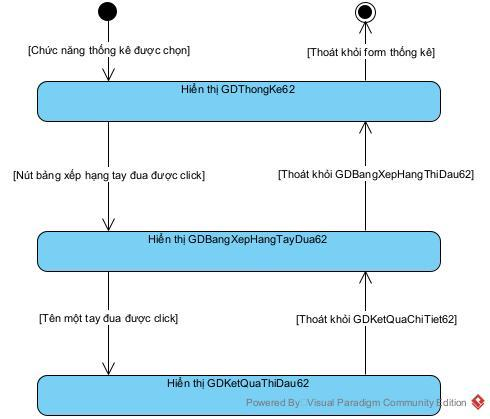 [Chức năng thống kê được chọn]
[Thoát khỏi form thống kê]
Hiển thị GDThongKe62
[Nút bảng xếp hạng tay đua được click]
[Thoát khỏi GDBangXepHangThiDau62]
Hiển thị GDBangXepHangTayDua62
[Tên một tay đua được click]
[Thoát khỏi GDKetQuaChiTiet62]
Hiển thị GDKetQuaThiDau62
Powered By Visual Paradigm Community Edition